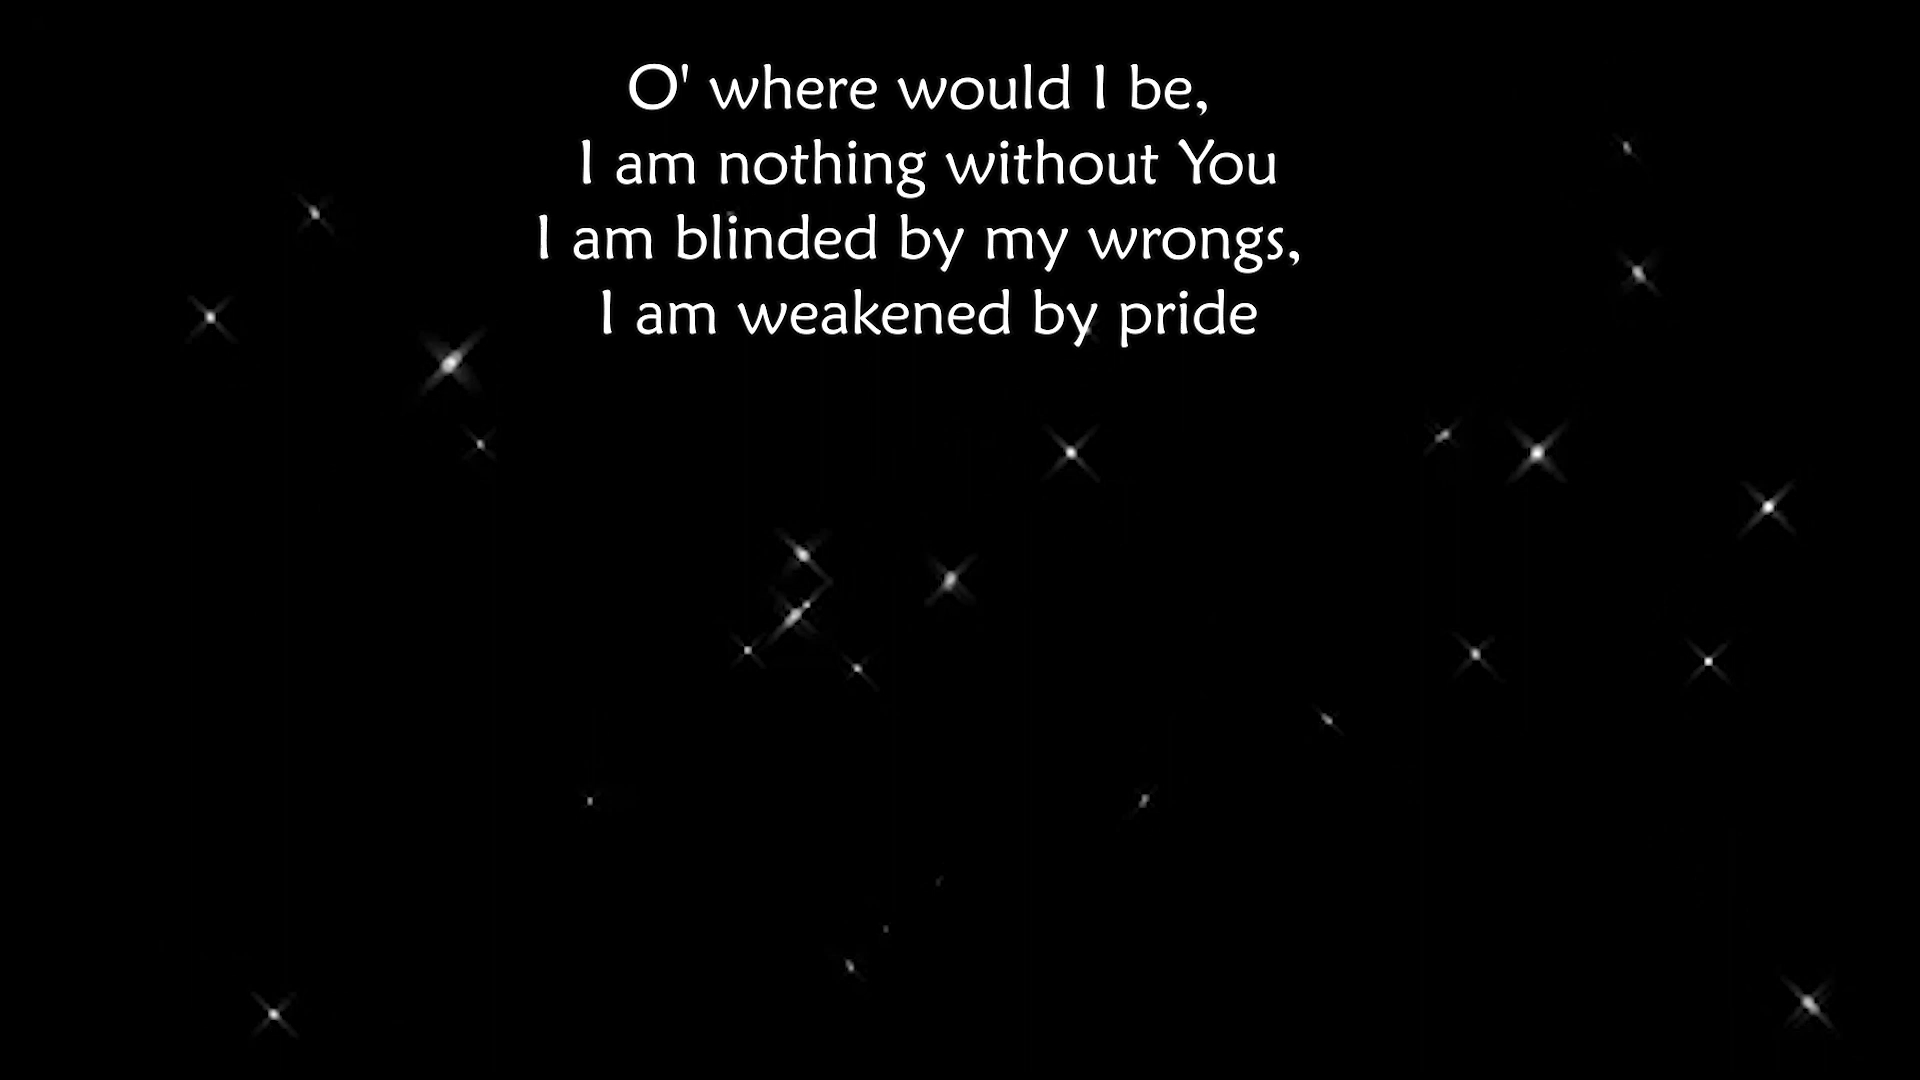 O' where would I be,
I am nothing without You
I am blinded by my wrongs,
I am weakened by pride